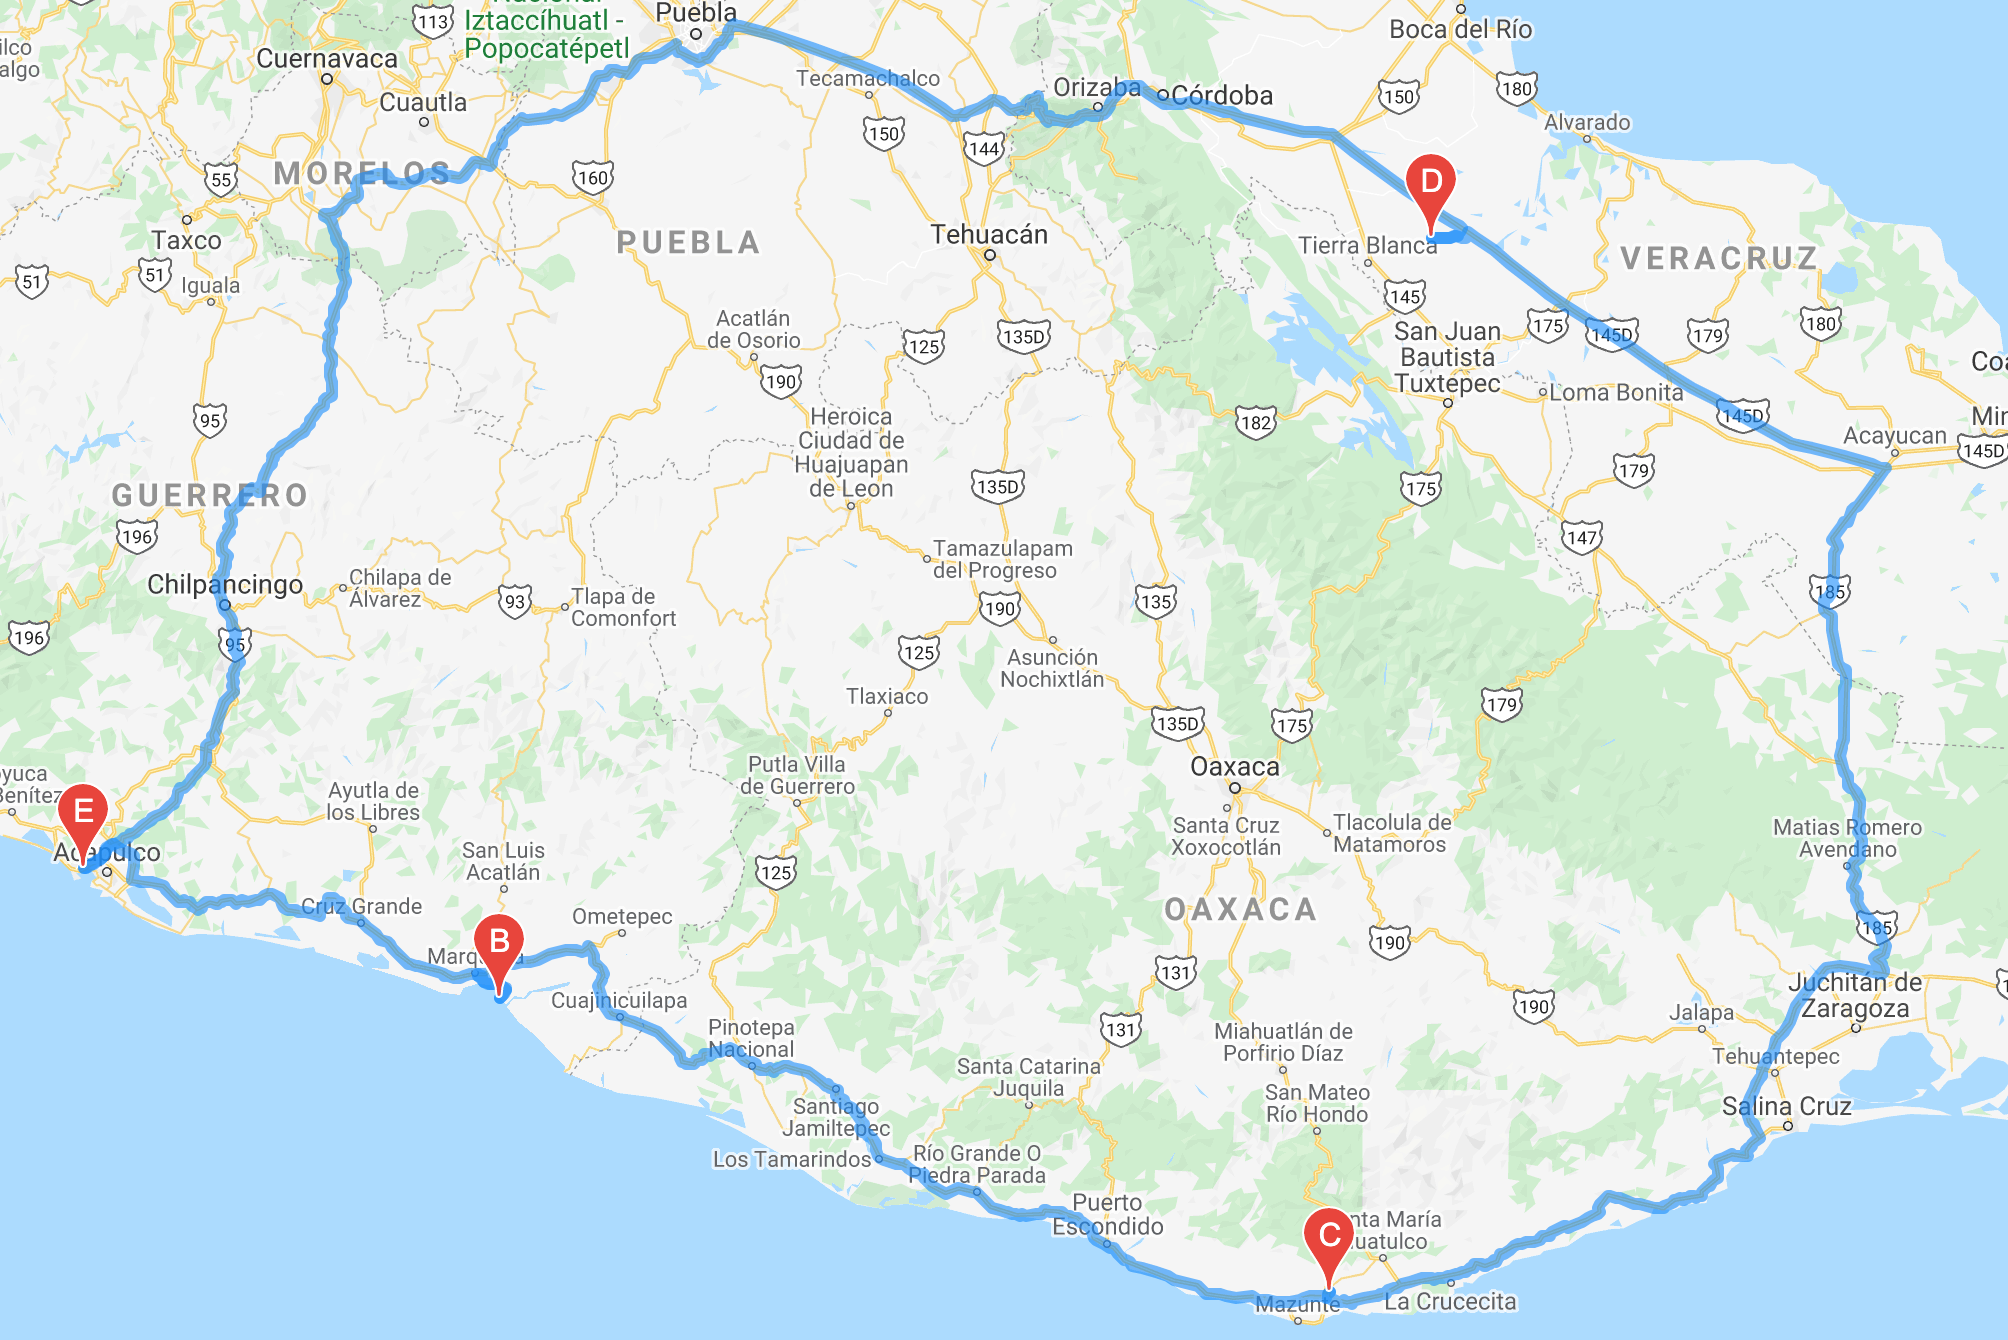 Nacional
Iztaccíhuatl -
Popocatépetl
113
Puebla
Boca del Río
ilco
algo
Cuernavaca
Cuautla
Tecamachalco
Orizaba
Córdoba
150
180
Alvarado
150
144
MORELOS
55
160
D
Taxco
PUEBLA
Tehuacán
Tierra Blanca
VERACRUZ
51
51
Iguala
145
Acatlán
de Osorio
125
135D
San Juan
Bautista
Tuxtepec
175
145D
179
180
Coa
190
Loma Bonita
95
Heroica
Ciudad de
Huajuapan
de Leon
182
145D
Min
Acayucan
145D
GUERRERO
135D
175
179
196
147
Tamazulapam
del Progreso
Chilpancingo
Chilapa de
Álvarez
93
Tlapa de
Comonfort
190
135
185
196
95
125
Asunción
Nochixtlán
Tlaxiaco
135D
175
179
oyuca
Benítez
Ayutla de
los Libres
Putla Villa
de Guerrero
Oaxaca
E
Acapulco
San Luis
Acatlán
125
Santa Cruz
Xoxocotlán
Tlacolula de
Matamoros
Matias Romero
Avendano
Cruz Grande
Ometepec
OAXACA
B
190
185
131
Cuajinicuilapa
190
Juchitán de
Zaragoza
Pinotepa
Nacional
131
Miahuatlán de
Porfirio Díaz
Jalapa
Tehuantepec
Santa Catarina
Juquila
San Mateo
Río Hondo
Salina Cruz
Santiago
Jamiltepec
Los Tamarindos
Río Grande O
Piedra Parada
Puerto
Escondido
C
nta María
uatulco
Mazunte
La Crucecita